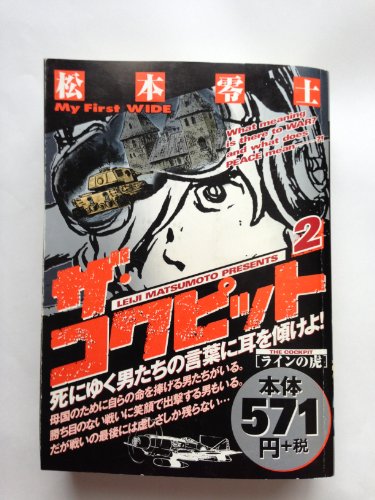 松本零士
My First WIDE
What meaning
is there to WAR?
and what does
PEACE mean……?!
2
LEIJI MATSUMOTO PRESENTS
ザ・
コクピット
THE COCKPIT
[ラインの虎]
死にゆく男たちの言葉に耳を傾けよ!
母国のために自らの命を捧げる男たちがいる。
勝ち目のない戦いに笑顔で出撃する男もいる。
だが戦いの最後には虚しさしか残らない…
本体
571
円+税